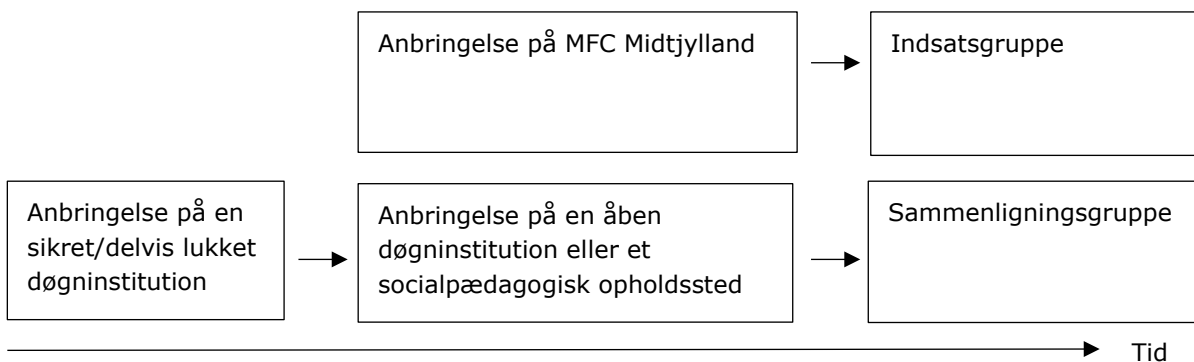 Anbringelse på MFC Midtjylland
Indsatsgruppe
Anbringelse på en
sikret/delvis lukket
døgninstitution
Anbringelse på en åben
døgninstitution eller et
socialpædagogisk opholdssted
Sammenligningsgruppe
Tid